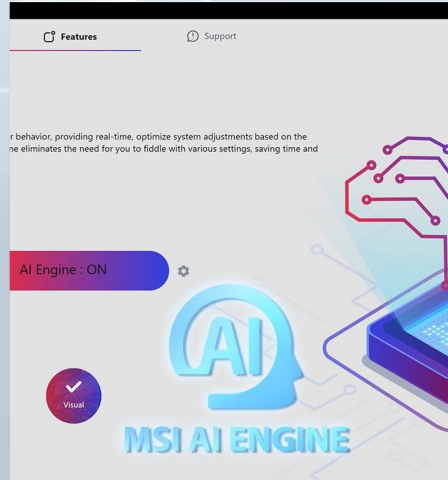 Features
Support
r behavior, providing real-time, optimize system adjustments based on the
ne eliminates the need for you to fiddle with various settings, saving time and
AI Engine : ON
AI
Visual
MSI AI ENGINE